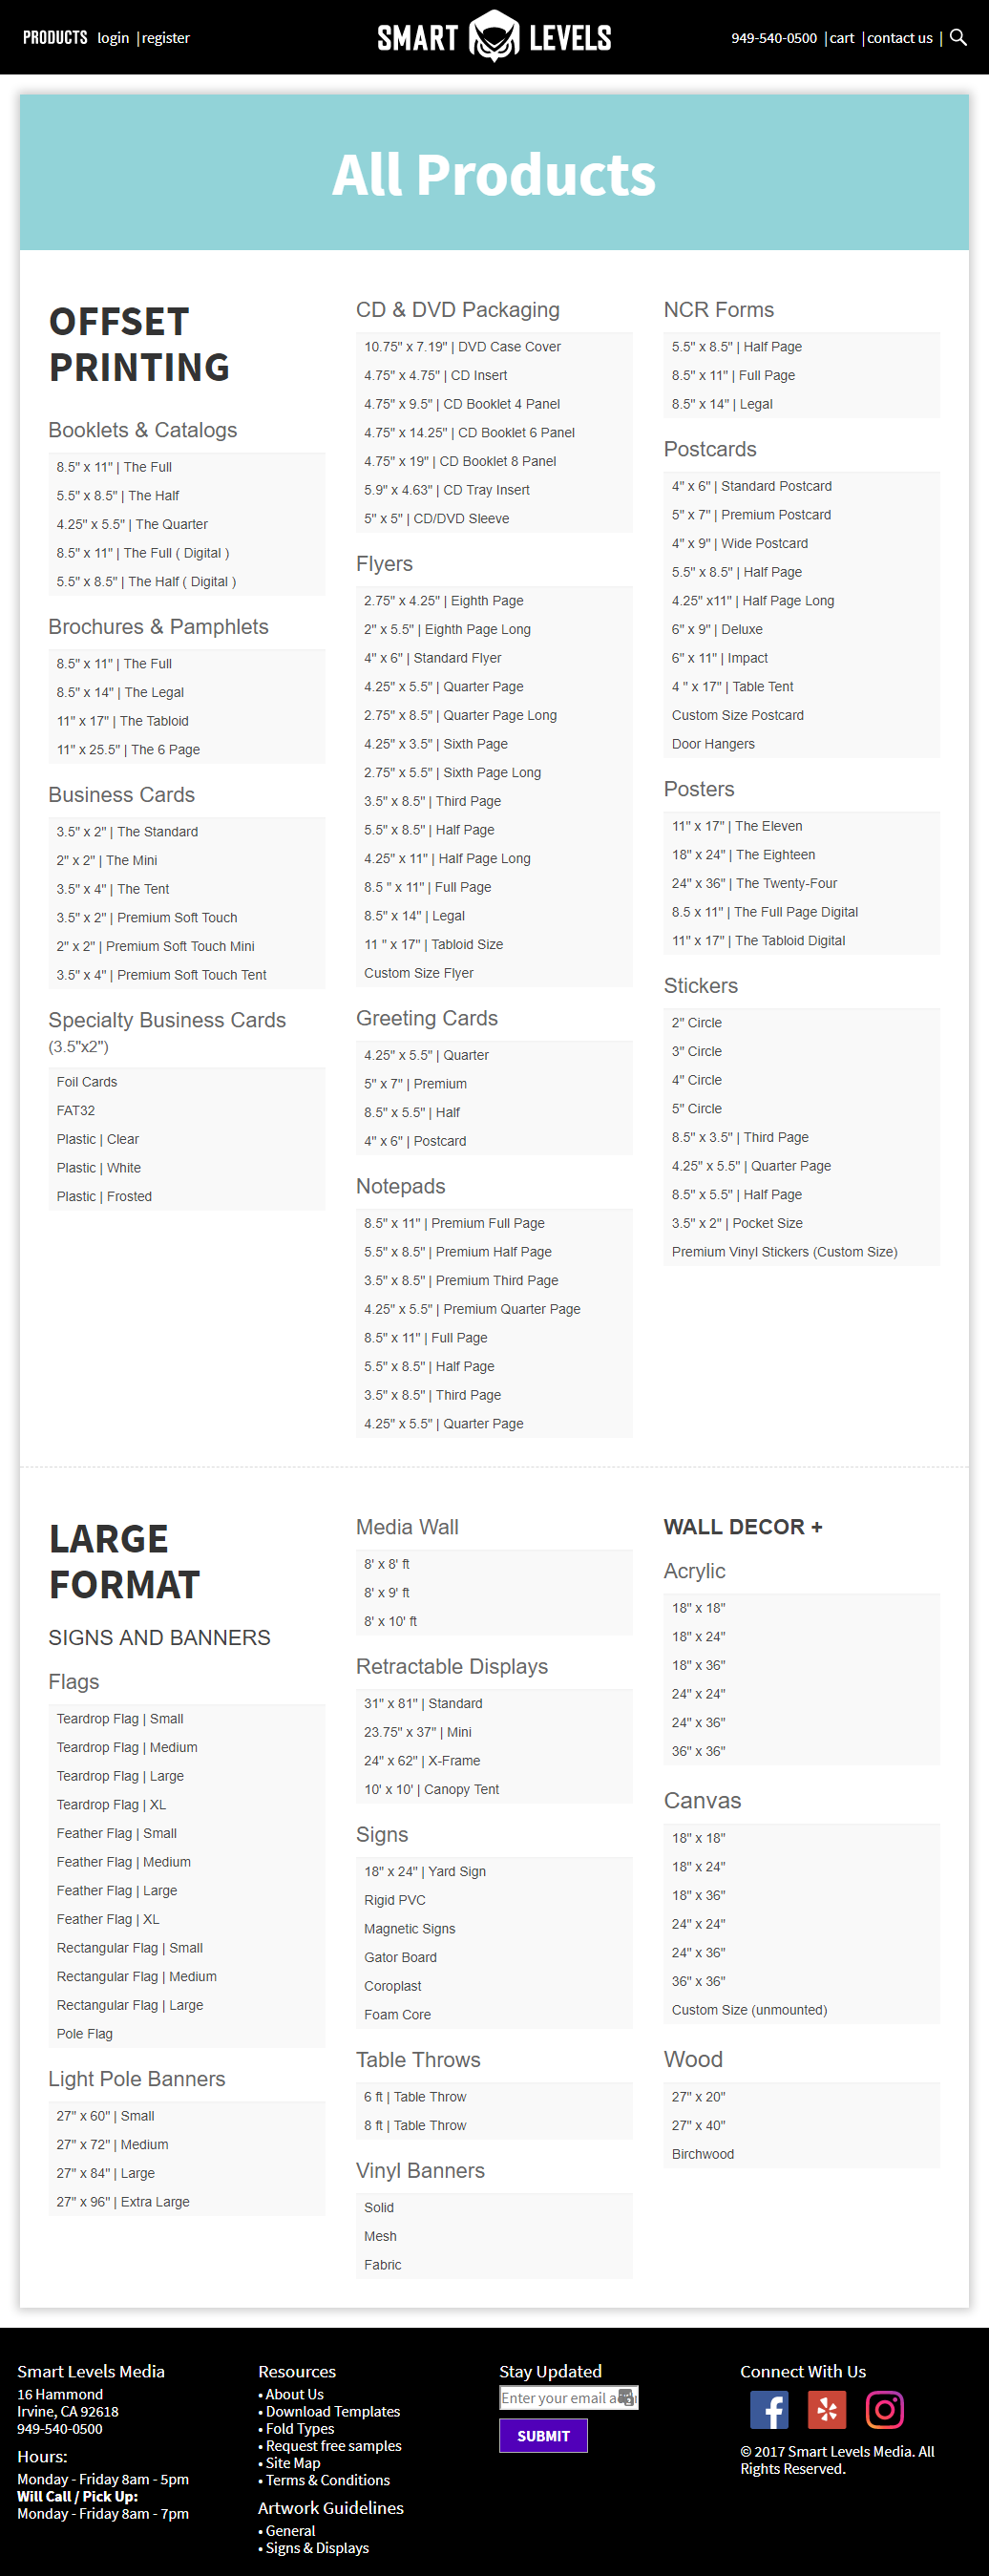 PRODUCTS login | register
SMART LEVELS
949-540-0500 | cart | contact us |
All Products
OFFSET
PRINTING
Booklets & Catalogs
8.5" x 11" | The Full
5.5" x 8.5" | The Half
4.25" x 5.5" | The Quarter
8.5" x 11" | The Full ( Digital )
5.5" x 8.5" | The Half ( Digital )
Brochures & Pamphlets
8.5" x 11" | The Full
8.5" x 14" | The Legal
11" x 17" | The Tabloid
11" x 25.5" | The 6 Page
Business Cards
3.5" x 2" | The Standard
2" x 2" | The Mini
3.5" x 4" | The Tent
3.5" x 2" | Premium Soft Touch
2" x 2" | Premium Soft Touch Mini
3.5" x 4" | Premium Soft Touch Tent
Specialty Business Cards
(3.5"x2")
Foil Cards
FAT32
Plastic | Clear
Plastic | White
Plastic | Frosted
CD & DVD Packaging
10.75" x 7.19" | DVD Case Cover
4.75" x 4.75" | CD Insert
4.75" x 9.5" | CD Booklet 4 Panel
4.75" x 14.25" | CD Booklet 6 Panel
4.75" x 19" | CD Booklet 8 Panel
5.9" x 4.63" | CD Tray Insert
5" x 5" | CD/DVD Sleeve
Flyers
2.75" x 4.25" | Eighth Page
2" x 5.5" | Eighth Page Long
4" x 6" | Standard Flyer
4.25" x 5.5" | Quarter Page
2.75" x 8.5" | Quarter Page Long
4.25" x 3.5" | Sixth Page
2.75" x 5.5" | Sixth Page Long
3.5" x 8.5" | Third Page
5.5" x 8.5" | Half Page
4.25" x 11" | Half Page Long
8.5 " x 11" | Full Page
8.5" x 14" | Legal
11 " x 17" | Tabloid Size
Custom Size Flyer
Greeting Cards
4.25" x 5.5" | Quarter
5" x 7" | Premium
8.5" x 5.5" | Half
4" x 6" | Postcard
Notepads
8.5" x 11" | Premium Full Page
5.5" x 8.5" | Premium Half Page
3.5" x 8.5" | Premium Third Page
4.25" x 5.5" | Premium Quarter Page
8.5" x 11" | Full Page
5.5" x 8.5" | Half Page
3.5" x 8.5" | Third Page
4.25" x 5.5" | Quarter Page
NCR Forms
5.5" x 8.5" | Half Page
8.5" x 11" | Full Page
8.5" x 14" | Legal
Postcards
4" x 6" | Standard Postcard
5" x 7" | Premium Postcard
4" x 9" | Wide Postcard
5.5" x 8.5" | Half Page
4.25" x11" | Half Page Long
6" x 9" | Deluxe
6" x 11" | Impact
4 " x 17" | Table Tent
Custom Size Postcard
Door Hangers
Posters
11" x 17" | The Eleven
18" x 24" | The Eighteen
24" x 36" | The Twenty-Four
8.5 x 11" | The Full Page Digital
11" x 17" | The Tabloid Digital
Stickers
2" Circle
3" Circle
4" Circle
5" Circle
8.5" x 3.5" | Third Page
4.25" x 5.5" | Quarter Page
8.5" x 5.5" | Half Page
3.5" x 2" | Pocket Size
Premium Vinyl Stickers (Custom Size)
LARGE
FORMAT
SIGNS AND BANNERS
Flags
Teardrop Flag | Small
Teardrop Flag | Medium
Teardrop Flag | Large
Teardrop Flag | XL
Feather Flag | Small
Feather Flag | Medium
Feather Flag | Large
Feather Flag | XL
Rectangular Flag | Small
Rectangular Flag | Medium
Rectangular Flag | Large
Pole Flag
Light Pole Banners
27" x 60" | Small
27" x 72" | Medium
27" x 84" | Large
27" x 96" | Extra Large
Media Wall
8' x 8' ft
8' x 9' ft
8' x 10' ft
Retractable Displays
31" x 81" | Standard
23.75" x 37" | Mini
24" x 62" | X-Frame
10' x 10' | Canopy Tent
Signs
18" x 24" | Yard Sign
Rigid PVC
Magnetic Signs
Gator Board
Coroplast
Foam Core
Table Throws
6 ft | Table Throw
8 ft | Table Throw
Vinyl Banners
Solid
Mesh
Fabric
WALL DECOR +
Acrylic
18" x 18"
18" x 24"
18" x 36"
24" x 24"
24" x 36"
36" x 36"
Canvas
18" x 18"
18" x 24"
18" x 36"
24" x 24"
24" x 36"
36" x 36"
Custom Size (unmounted)
Wood
27" x 20"
27" x 40"
Birchwood
Smart Levels Media
16 Hammond
Irvine, CA 92618
949-540-0500
Hours:
Monday - Friday 8am - 5pm
Will Call / Pick Up:
Monday - Friday 8am - 7pm
Resources
• About Us
• Download Templates
• Fold Types
• Request free samples
• Site Map
• Terms & Conditions
Artwork Guidelines
• General
• Signs & Displays
Stay Updated
Enter your email
SUBMIT
Connect With Us
© 2017 Smart Levels Media. All
Rights Reserved.